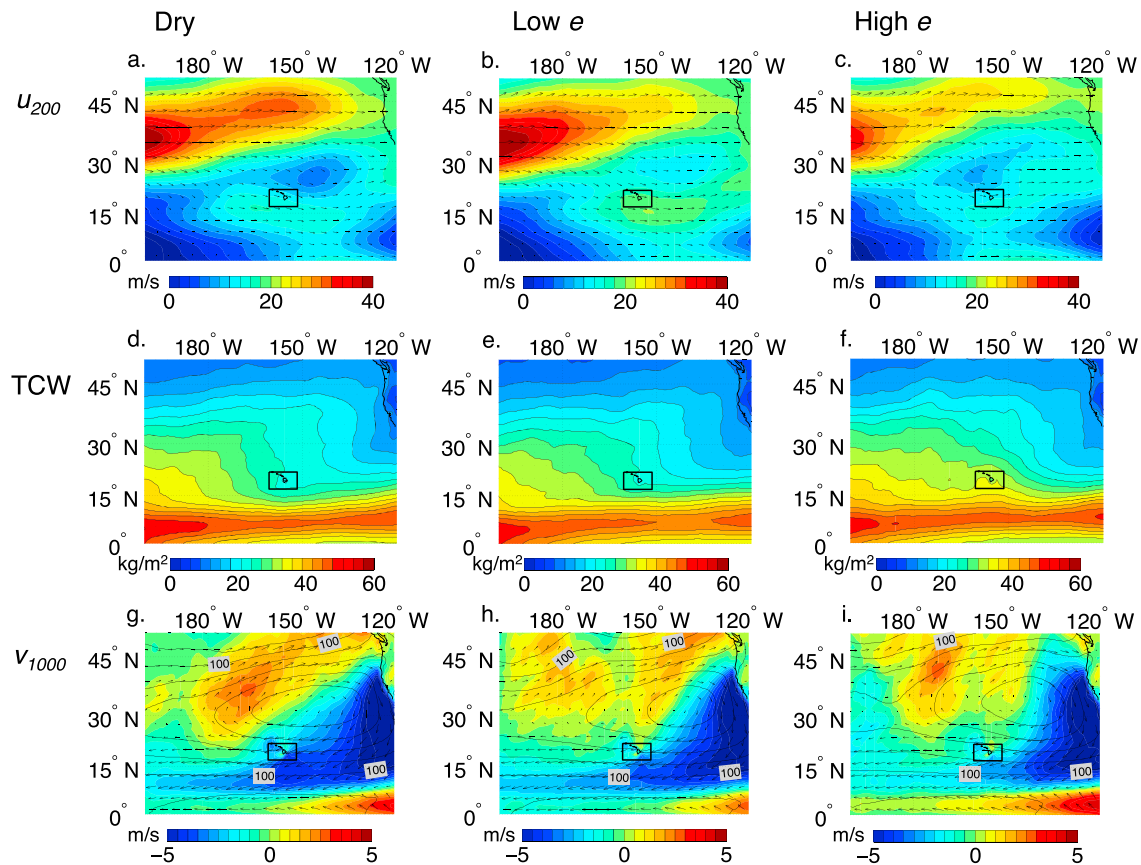 Dry Low e High e
a. 180° W 150° 120° W b. 180° W 150° 120° W c. 180° W 150° 120° W
u200
45° N 45° N 45° N
30° N 30° N 30° N
15° N 15° N 15° N
0° 0° 0°
m/s 0 20 40 m/s 0 20 40 m/s 0 20 40
d. 180° W 150° 120° W e. 180° W 150° 120° W f. 180° W 150° 120° W
TCW
45° N 45° N 45° N
30° N 30° N 30° N
15° N 15° N 15° N
0° 0° 0°
kg/m² 0 20 40 60 kg/m² 0 20 40 60 kg/m² 0 20 40 60
g. 180° W 150° 120° W h. 180° W 150° 120° W i. 180° W 150° 120° W
100 100 100 100 100
v1000
45° N 45° N 45° N
30° N 30° N 30° N
15° N 100 100 15° N 100 100 15° N 100 100
0° 0° 0°
m/s −5 0 5 m/s −5 0 5 m/s −5 0 5